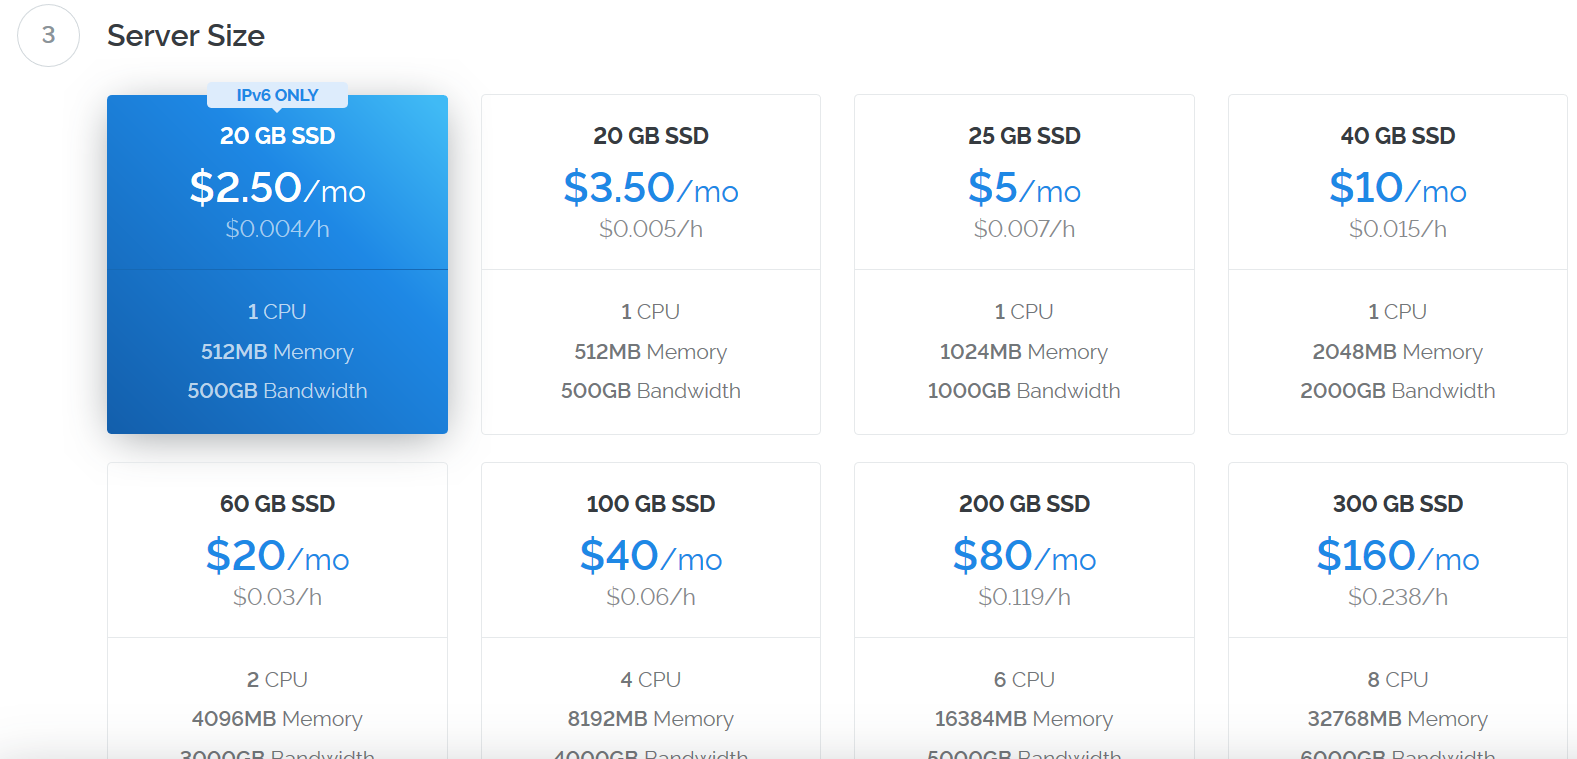 3
Server Size
IPv6 ONLY
20 GB SSD
$2.50/mo
$0.004/h
1 CPU
512MB Memory
500GB Bandwidth
20 GB SSD
$3.50/mo
$0.005/h
1 CPU
512MB Memory
500GB Bandwidth
25 GB SSD
$5/mo
$0.007/h
1 CPU
1024MB Memory
1000GB Bandwidth
40 GB SSD
$10/mo
$0.015/h
1 CPU
2048MB Memory
2000GB Bandwidth
60 GB SSD
$20/mo
$0.03/h
2 CPU
4096MB Memory
3000GB Bandwidth
100 GB SSD
$40/mo
$0.06/h
4 CPU
8192MB Memory
4000GB Bandwidth
200 GB SSD
$80/mo
$0.119/h
6 CPU
16384MB Memory
5000GB Bandwidth
300 GB SSD
$160/mo
$0.238/h
8 CPU
32768MB Memory
6000GB Bandwidth